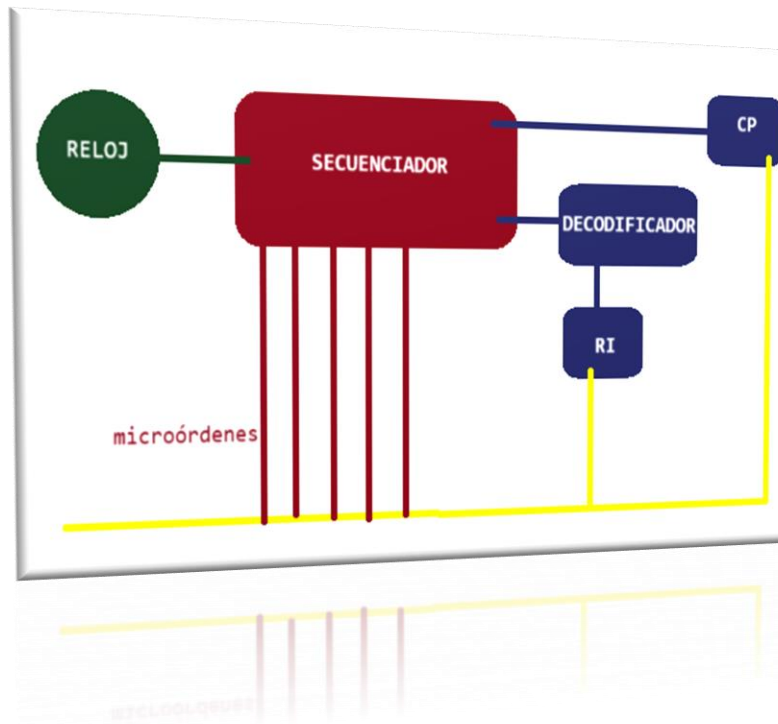 RELOJ
SECUENCIADOR
CP
DECODIFICADOR
RI
microórdenes